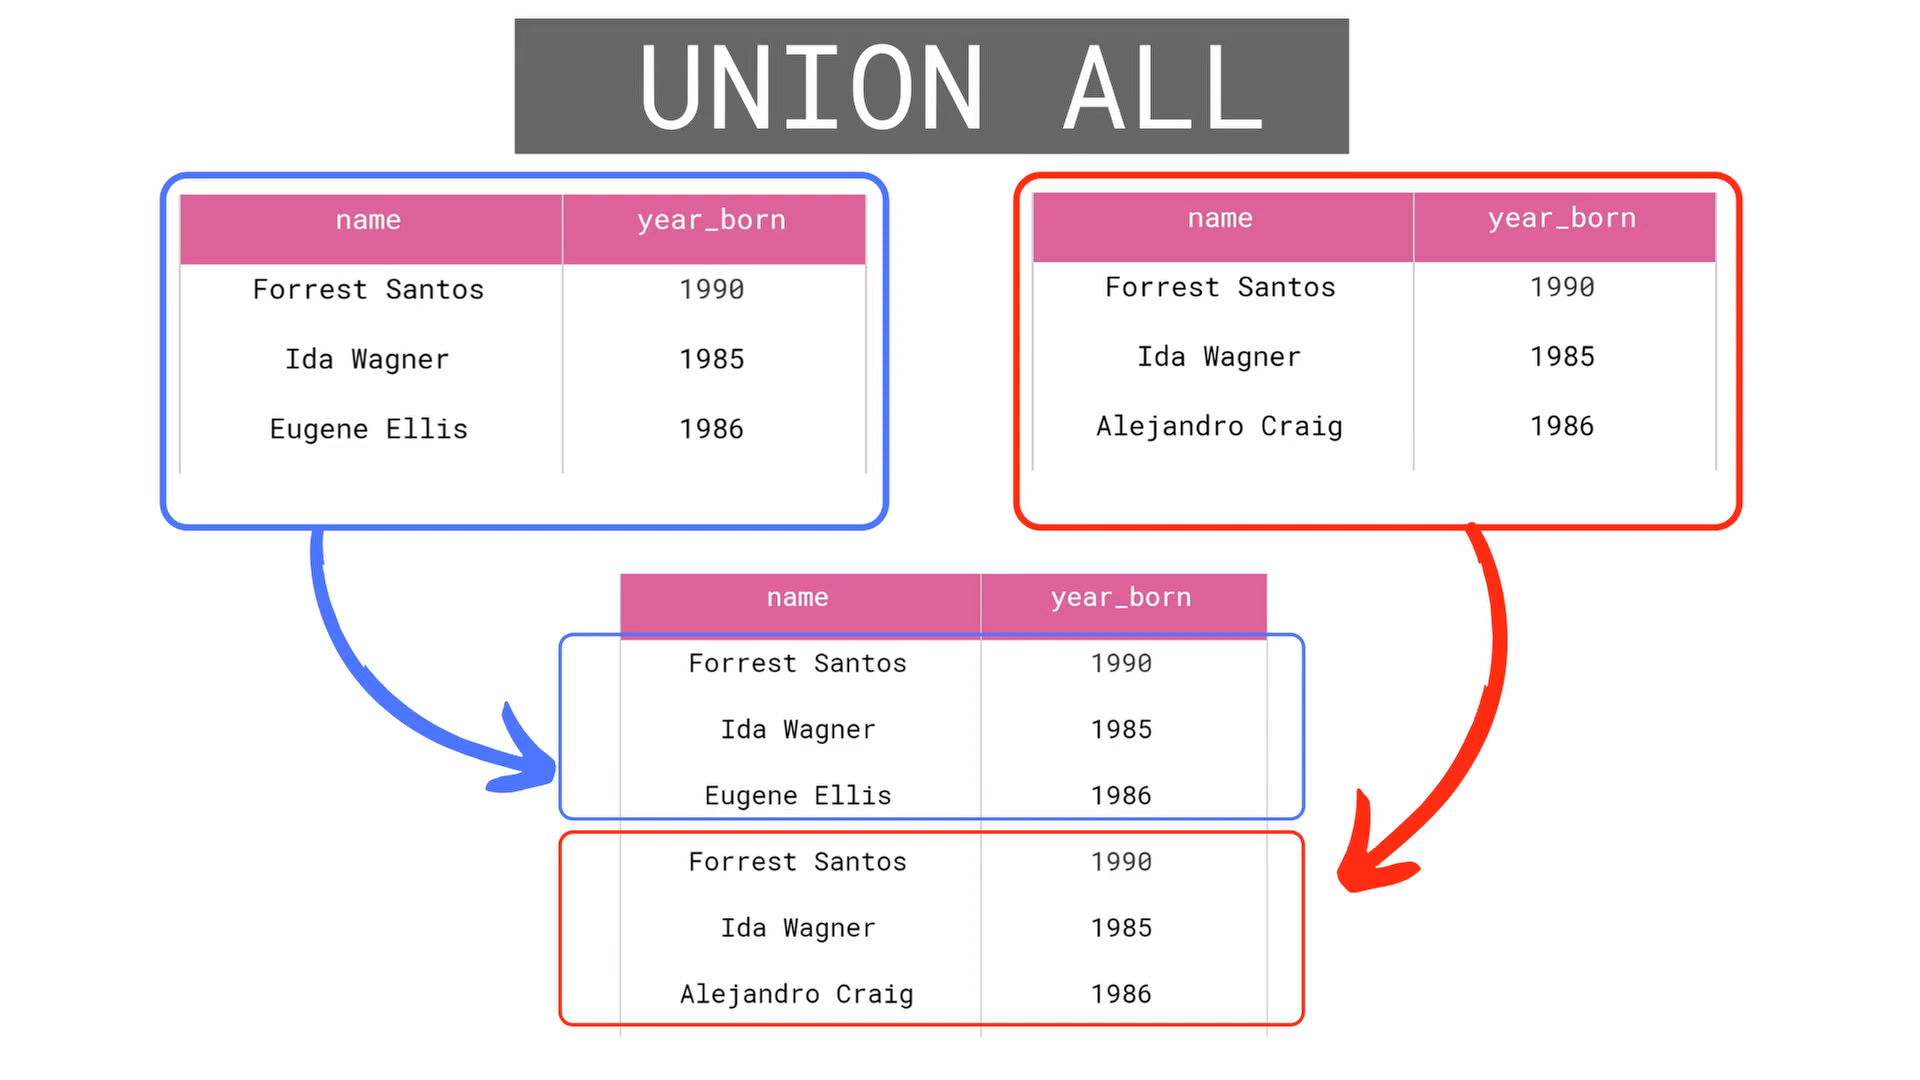 UNION ALL
name year_born
Forrest Santos 1990
Ida Wagner 1985
Eugene Ellis 1986
name year_born
Forrest Santos 1990
Ida Wagner 1985
Alejandro Craig 1986
name year_born
Forrest Santos 1990
Ida Wagner 1985
Eugene Ellis 1986
Forrest Santos 1990
Ida Wagner 1985
Alejandro Craig 1986